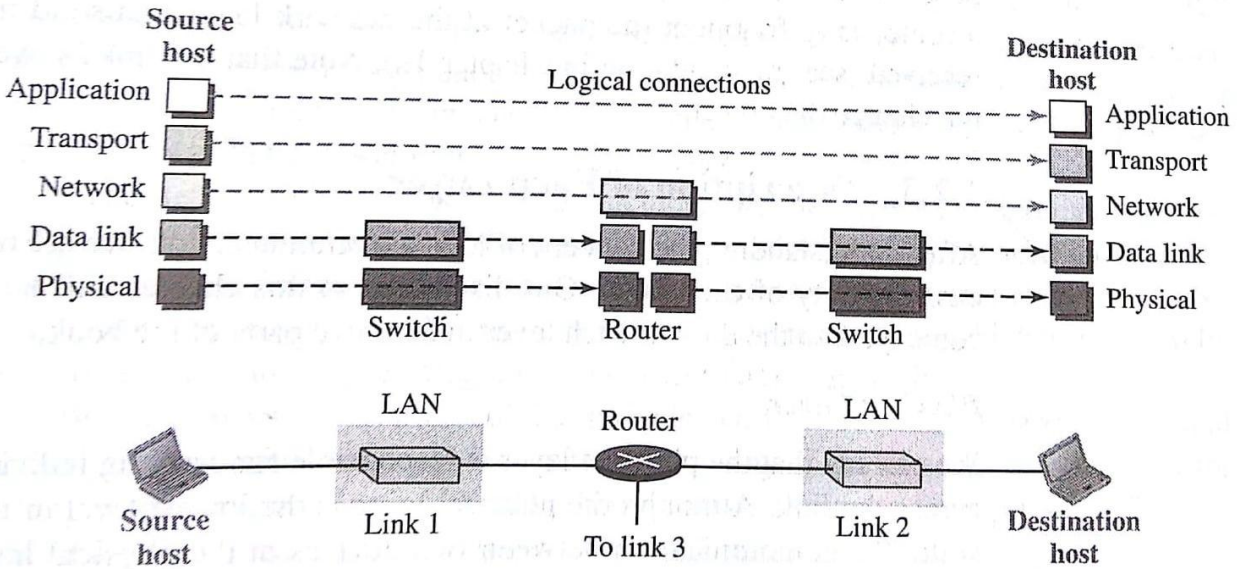 Source
host
Destination
host
Logical connections
Application
Application
Transport
Transport
Network
Network
Data link
Data link
Physical
Physical
Switch
Router
Switch
LAN
Router
LAN
Source
host
Link 1
To link 3
Link 2
Destination
host